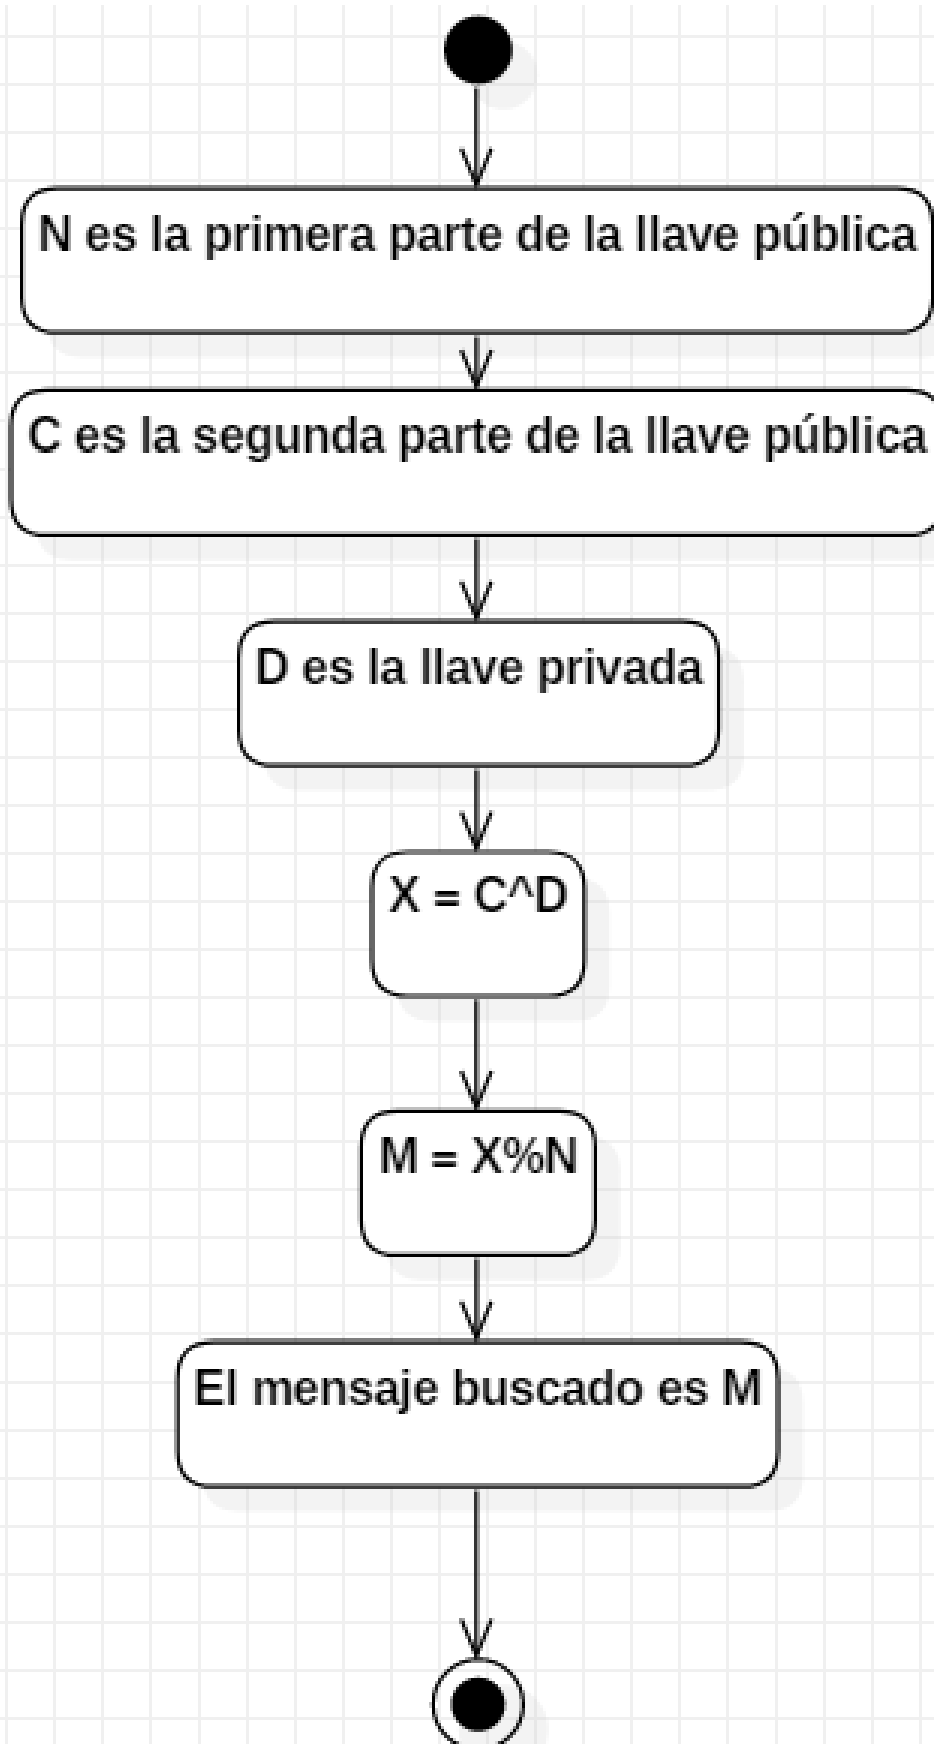 N es la primera parte de la llave pública
C es la segunda parte de la llave pública
D es la llave privada
X = C^D
M = X%N
El mensaje buscado es M